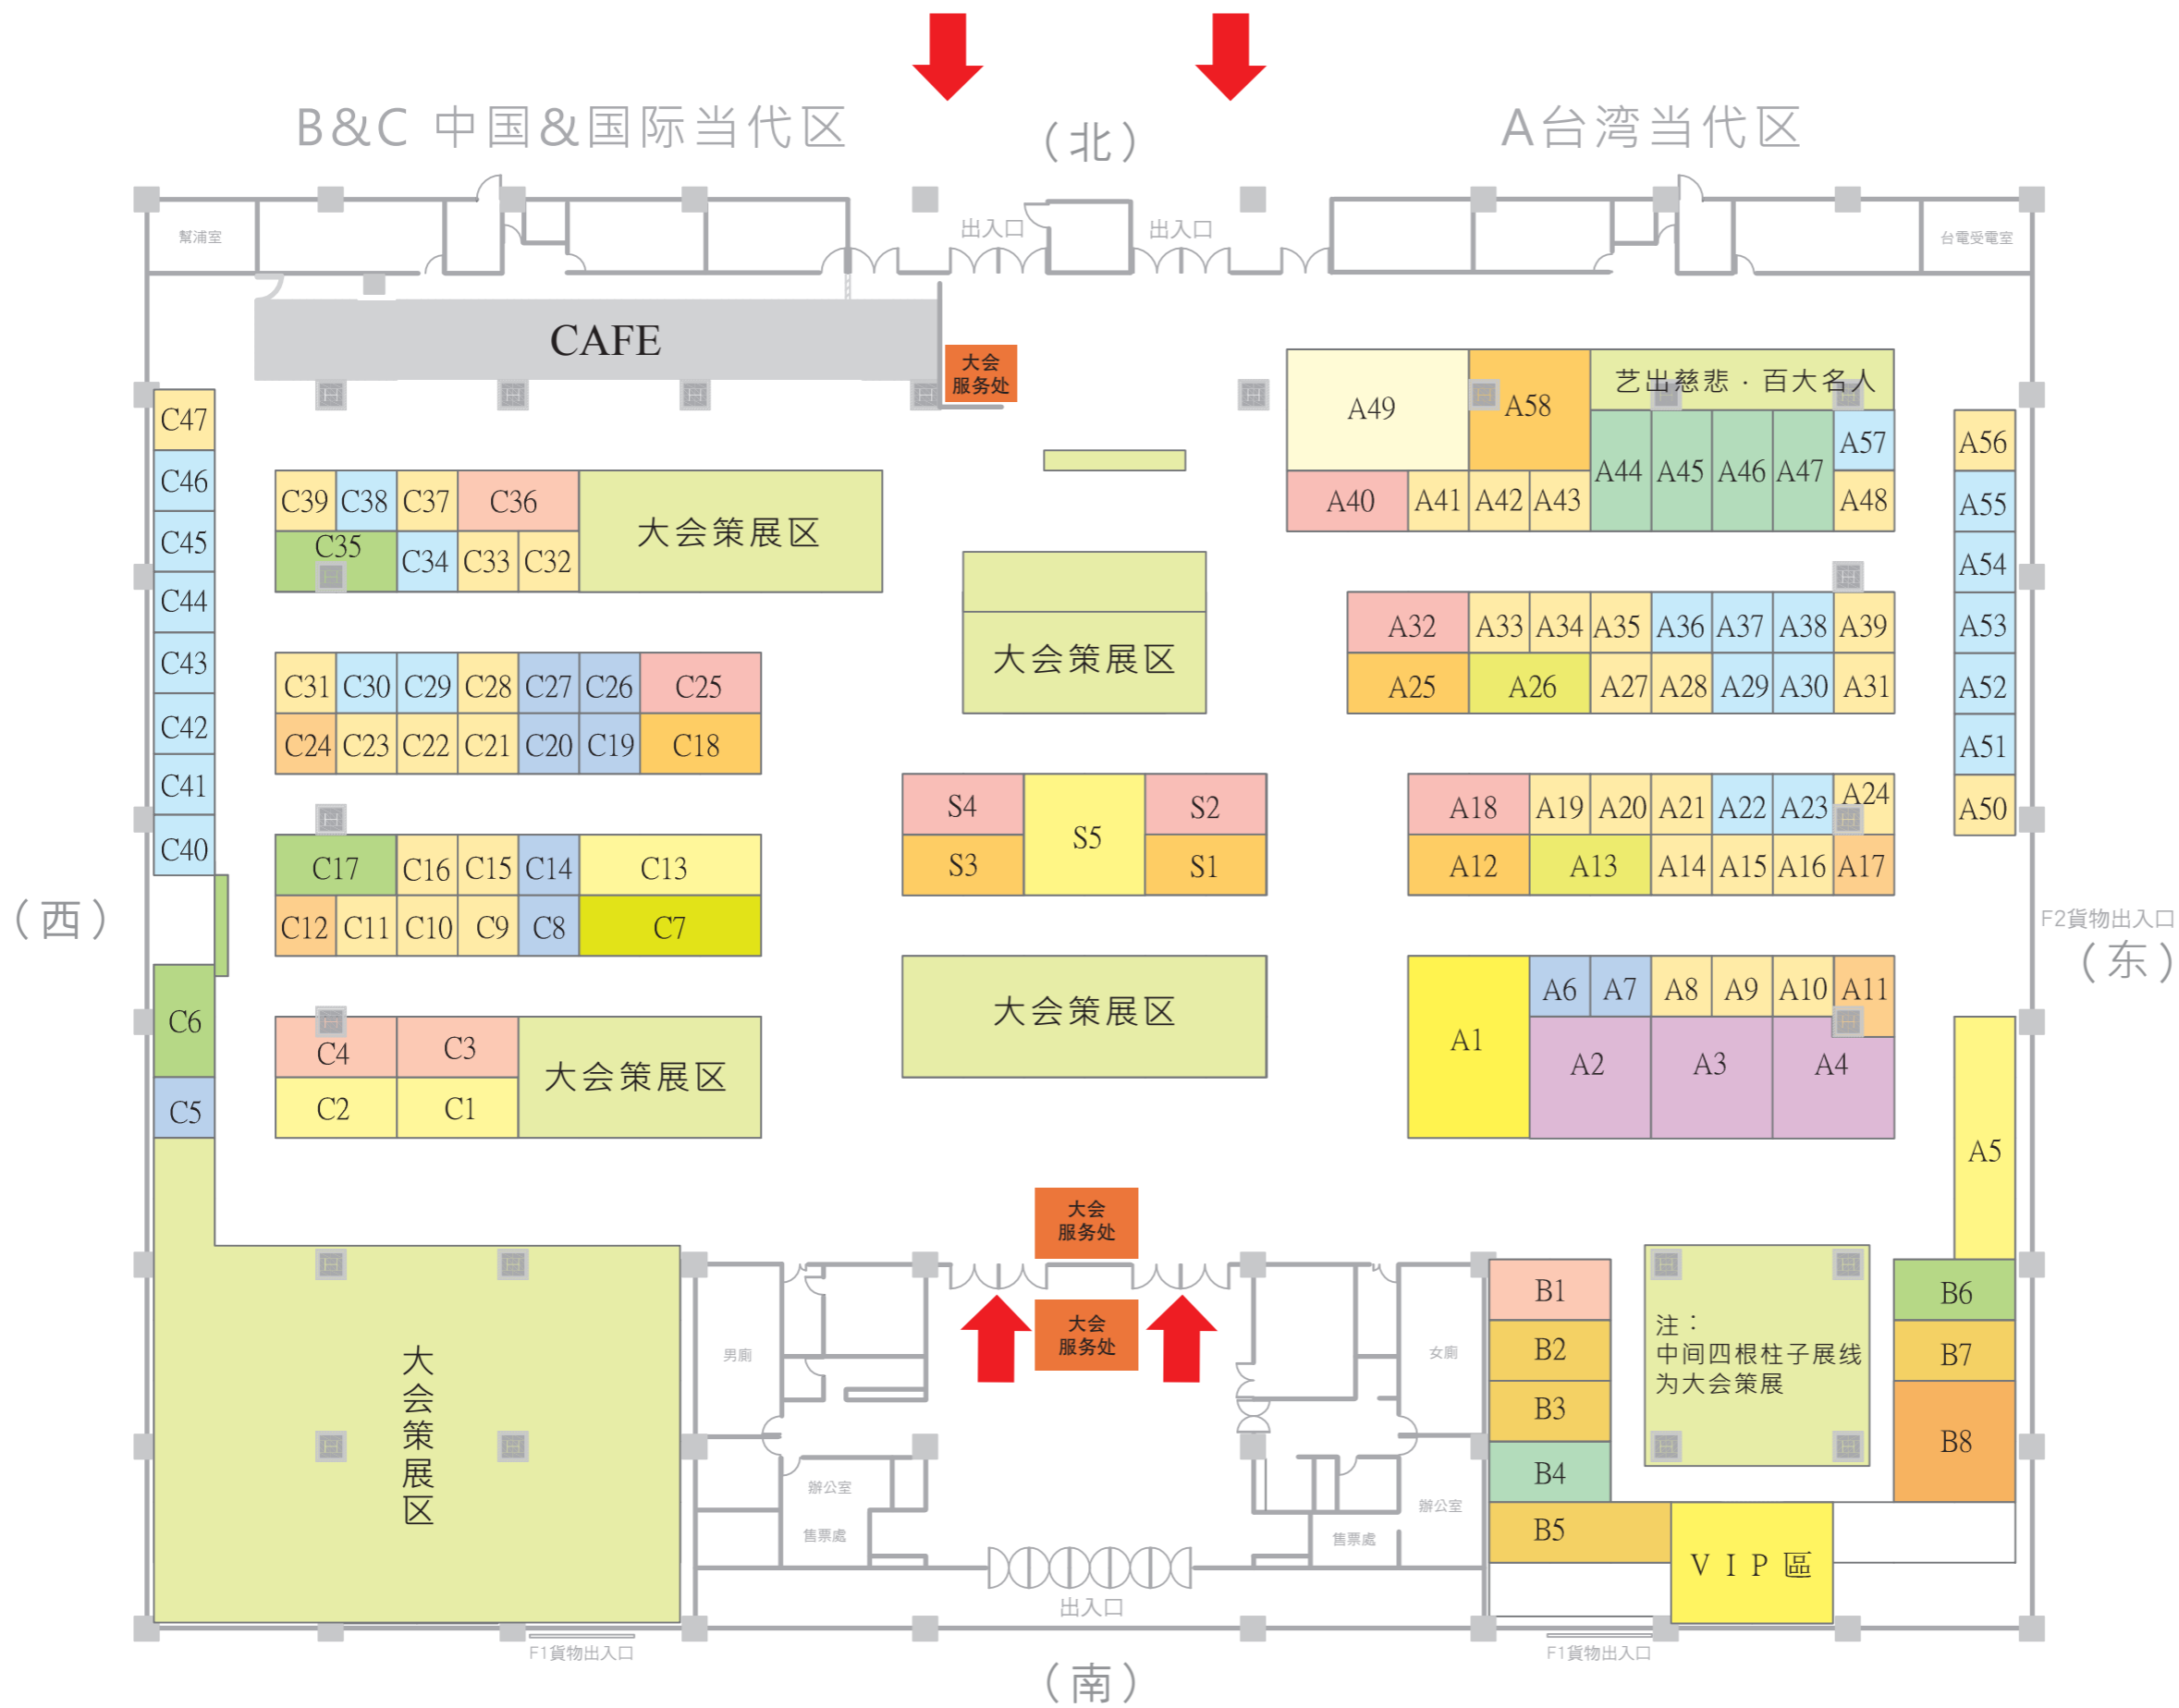 B&C 中国&国际当代区
（北）
A台湾当代区
幫浦室
出入口
出入口
台電受電室
CAFE
大会
服务处
A49
A58
艺出慈悲．百大名人
A44
A45
A46
A47
A57
A48
A40
A41
A42
A43
C47
C46
C45
C44
C43
C42
C41
C40
C39
C38
C37
C36
C35
C34
C33
C32
大会策展区
大会策展区
A56
A55
A54
A53
A52
A51
A50
A32
A33
A34
A35
A36
A37
A38
A39
A25
A26
A27
A28
A29
A30
A31
C31
C30
C29
C28
C27
C26
C25
C24
C23
C22
C21
C20
C19
C18
S4
S5
S2
S3
S1
A18
A19
A20
A21
A22
A23
A24
A12
A13
A14
A15
A16
A17
C17
C16
C15
C14
C13
C12
C11
C10
C9
C8
C7
（西）
F2貨物出入口
（东）
C6
C5
C4
C3
C2
C1
大会策展区
大会策展区
A1
A6
A7
A8
A9
A10
A11
A2
A3
A4
A5
大会
服务处
大会
服务处
大会策展区
男廁
辦公室
售票處
女廁
辦公室
售票處
B1
B2
B3
B4
B5
注：
中间四根柱子展线
为大会策展
B6
B7
B8
VIP區
出入口
F1貨物出入口
F1貨物出入口
（南）